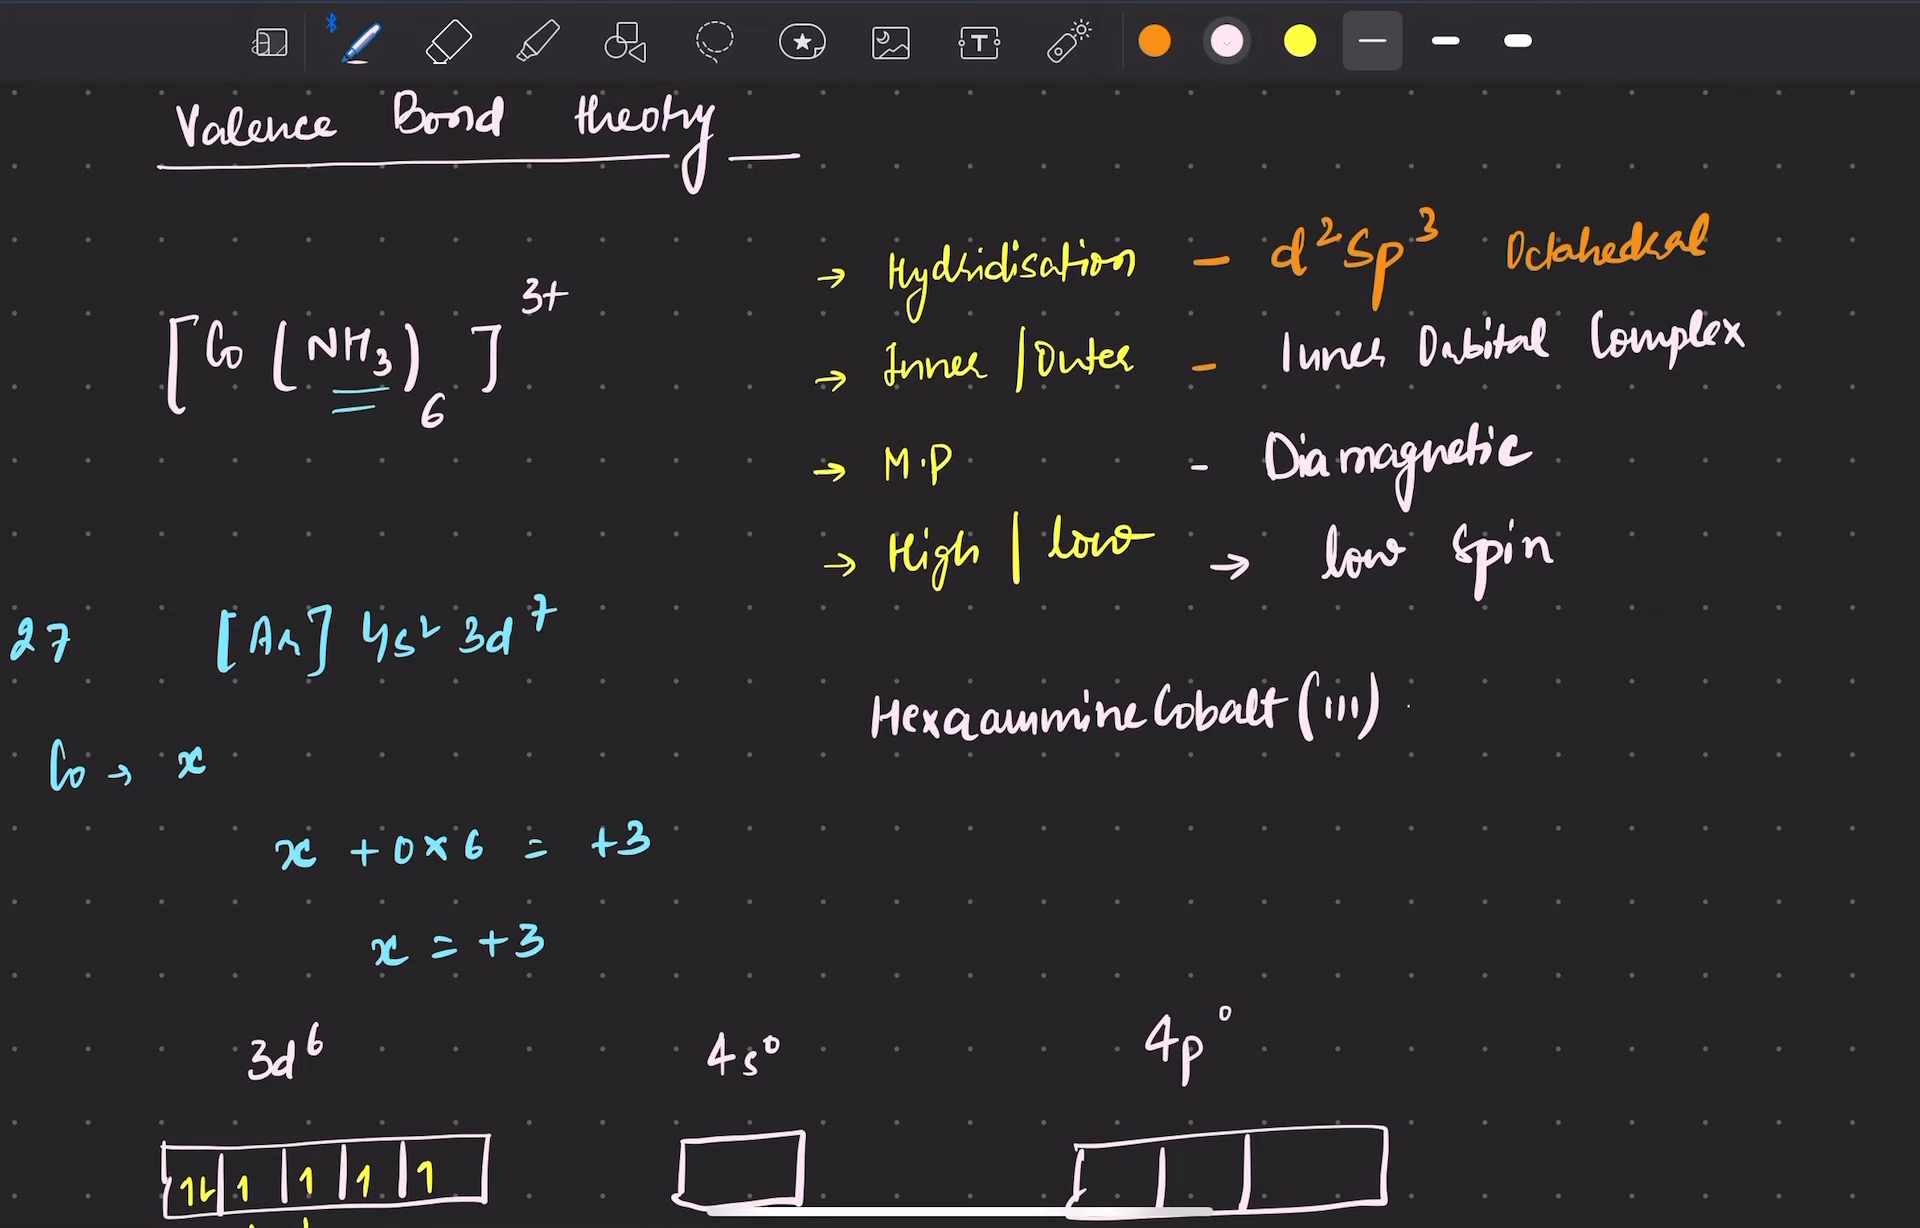 Valence Bond theory
[Co(NH3)6]3+
→ Hydridisation - d2sp3 Octahedral
→ Inner/Outer - Inner Orbital Complex
→ M.P - Diamagnetic
→ High | low → low spin
27 [Ar] 4s2 3d7
HexaammineCobalt(III)
Co → x
x + 0 × 6 = +3
x = +3
3d6 4s0 4p0
1L 1 1 1 1